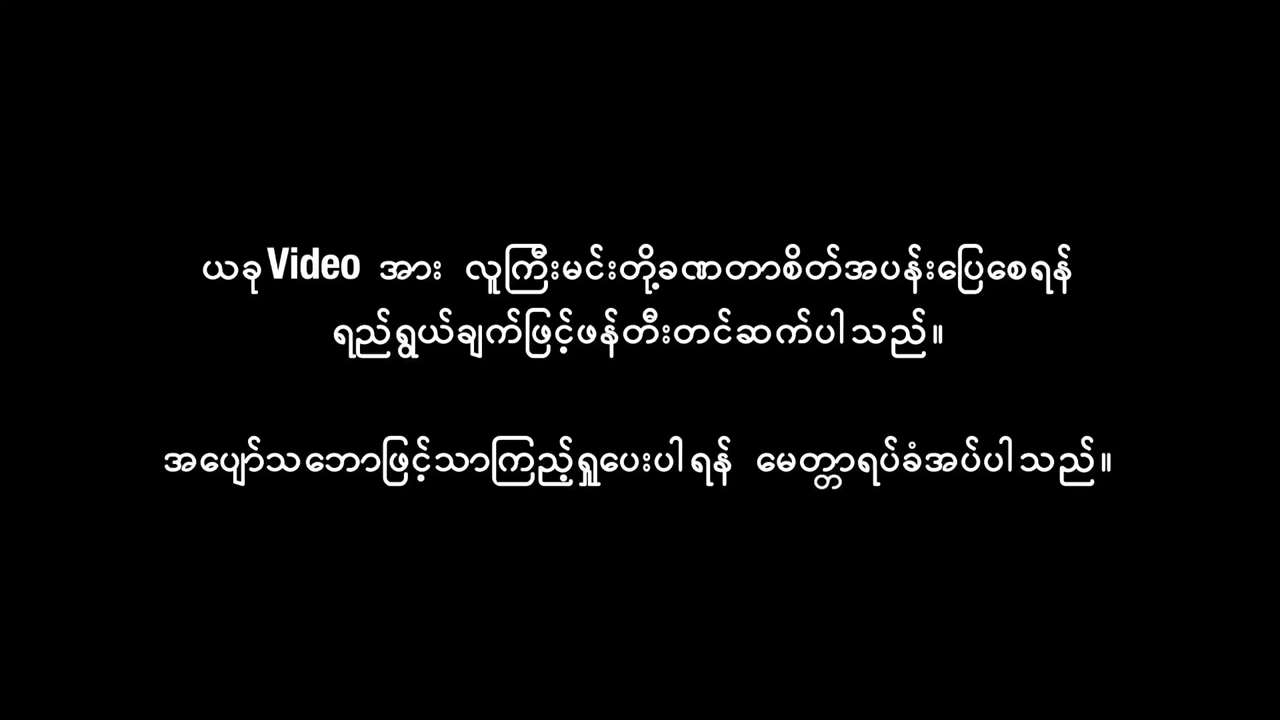 ယခု Video အား လူကြီးမင်းတို့ခဏတာစိတ်အပန်းပြေစေရန်
ရည်ရွယ်ချက်ဖြင့်ဖန်တီးတင်ဆက်ပါသည်။
အပျော်သဘောဖြင့်သာကြည့်ရှုပေးပါရန် မေတ္တာရပ်ခံအပ်ပါသည်။